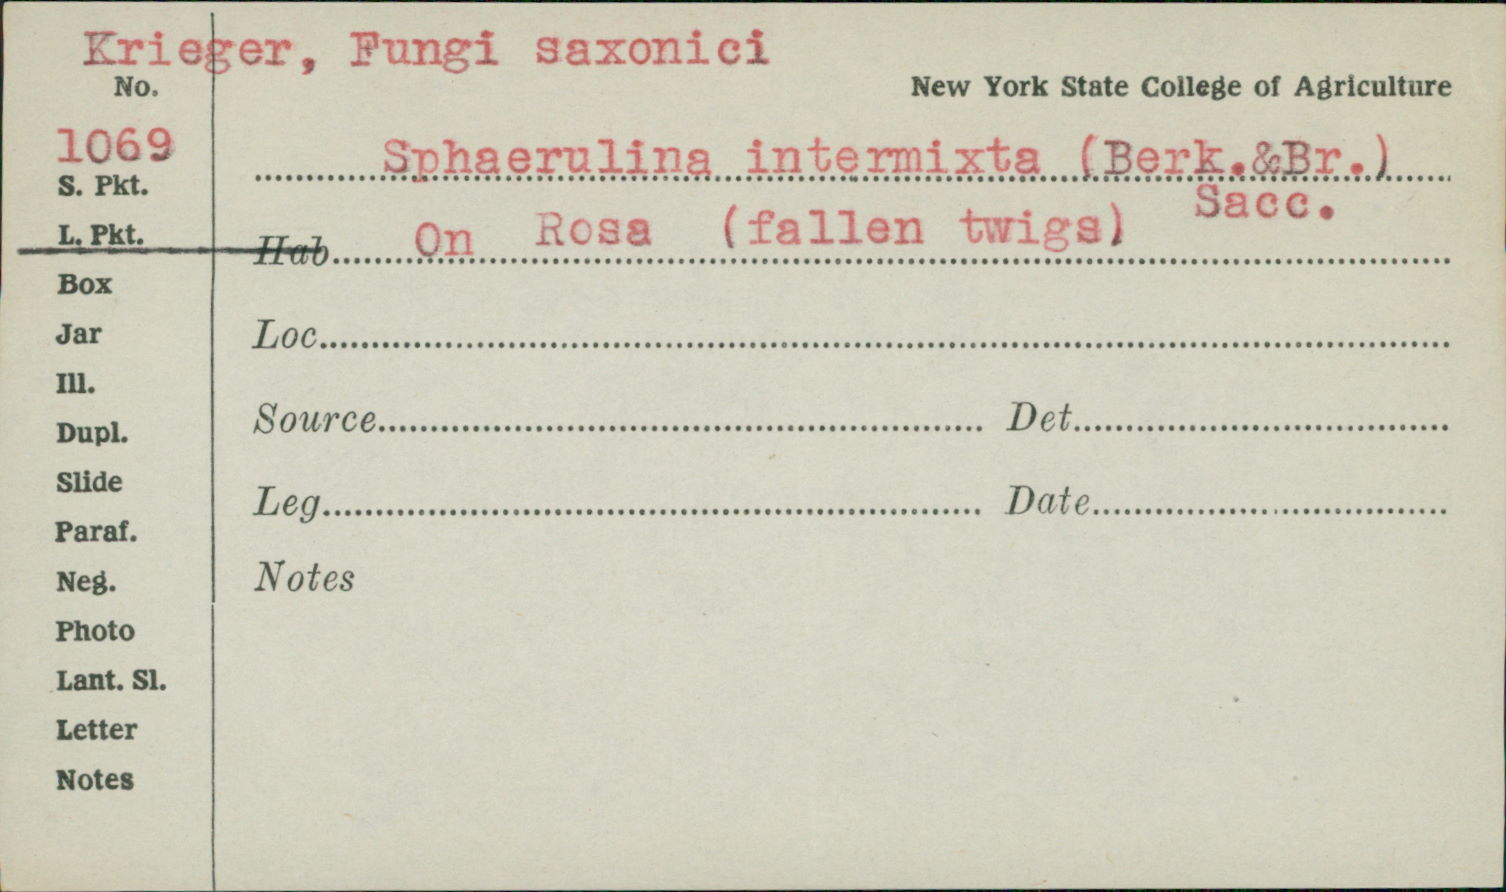 Krieger, Fungi saxonici
No.
New York State College of Agriculture
1069
Sphaerulina intermixta (Berk.&Br.)
Sacc.
S. Pkt.
L. Pkt.
Hab. On Rosa (fallen twigs)
Box
Jar
Loc.
Ill.
Dupl.
Source Det.
Slide
Leg. Date
Paraf.
Neg.
Notes
Photo
Lant. Sl.
Letter
Notes